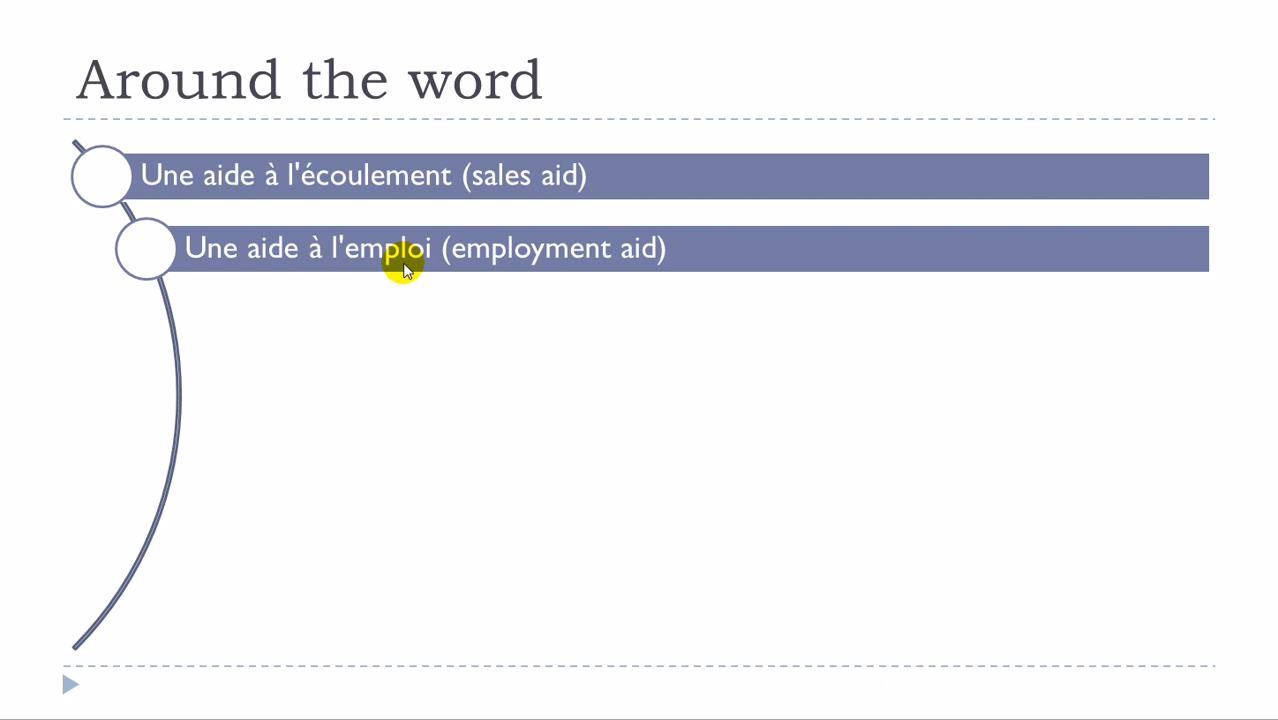 Around the word
Une aide à l'écoulement (sales aid)
Une aide à l'emploi (employment aid)